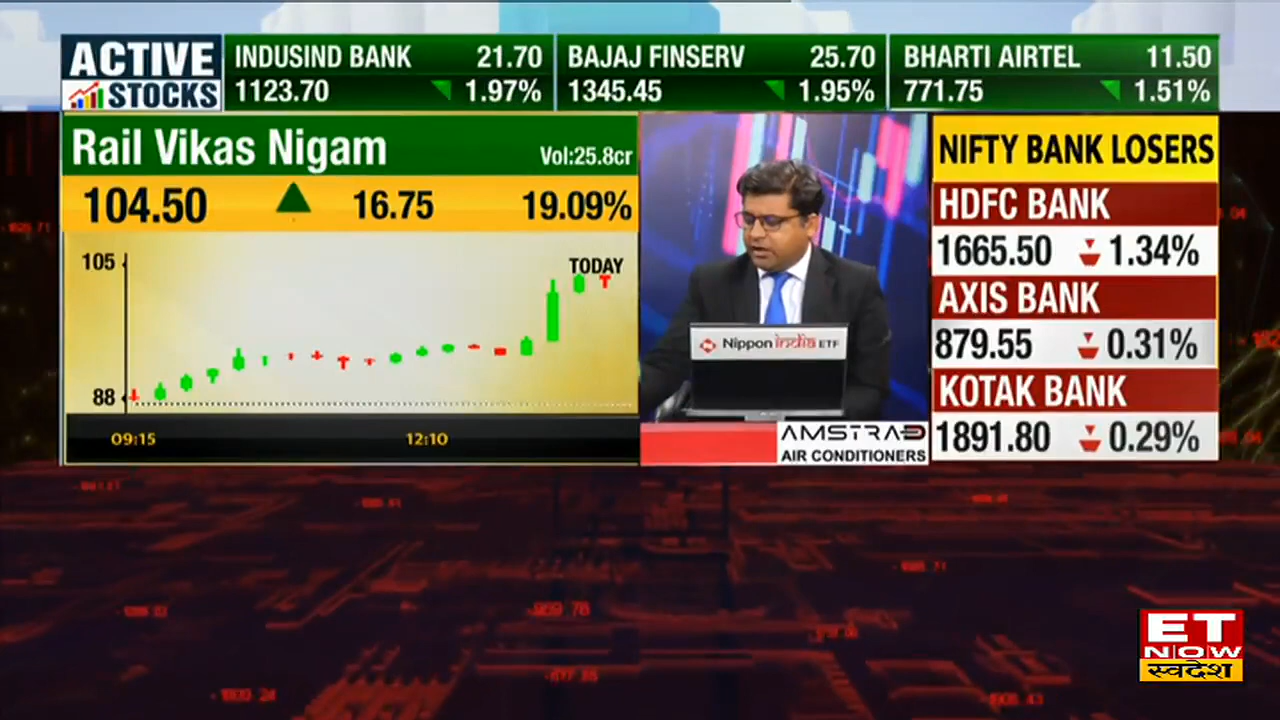 ACTIVE
STOCKS
INDUSIND BANK 21.70
1123.70 1.97%
BAJAJ FINSERV 25.70
1345.45 1.95%
BHARTI AIRTEL 11.50
771.75 1.51%
Rail Vikas Nigam Vol:25.8cr
104.50 16.75 19.09%
105
TODAY
88
09:15 12:10
Nippon india ETF
AMSTRAD
AIR CONDITIONERS
NIFTY BANK LOSERS
HDFC BANK
1665.50 1.34%
AXIS BANK
879.55 0.31%
KOTAK BANK
1891.80 0.29%
ET
NOW
स्वदेश